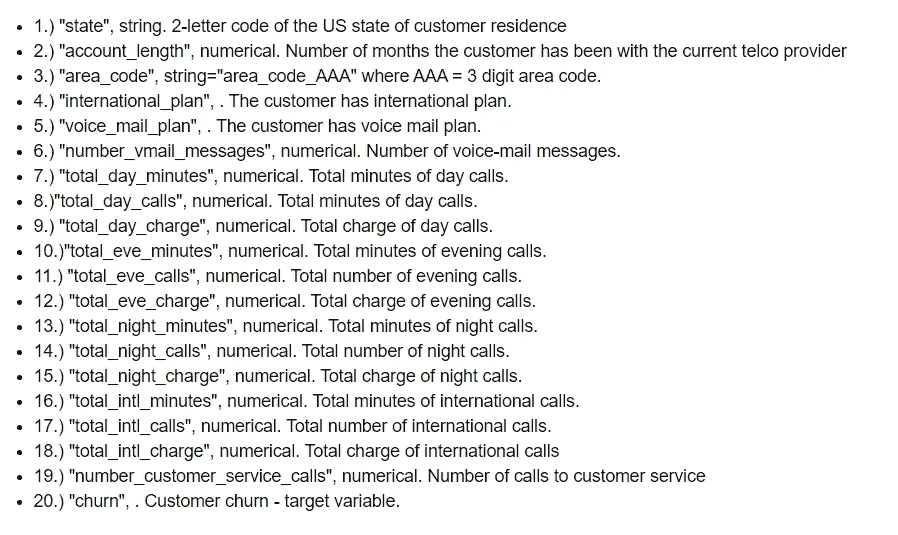 • 1.) "state", string. 2-letter code of the US state of customer residence
• 2.) "account_length", numerical. Number of months the customer has been with the current telco provider
• 3.) "area_code", string="area_code_AAA" where AAA = 3 digit area code.
• 4.) "international_plan", . The customer has international plan.
• 5.) "voice_mail_plan", . The customer has voice mail plan.
• 6.) "number_vmail_messages", numerical. Number of voice-mail messages.
• 7.) "total_day_minutes", numerical. Total minutes of day calls.
• 8.)"total_day_calls", numerical. Total minutes of day calls.
• 9.) "total_day_charge", numerical. Total charge of day calls.
• 10.)"total_eve_minutes", numerical. Total minutes of evening calls.
• 11.) "total_eve_calls", numerical. Total number of evening calls.
• 12.) "total_eve_charge", numerical. Total charge of evening calls.
• 13.) "total_night_minutes", numerical. Total minutes of night calls.
• 14.) "total_night_calls", numerical. Total number of night calls.
• 15.) "total_night_charge", numerical. Total charge of night calls.
• 16.) "total_intl_minutes", numerical. Total minutes of international calls.
• 17.) "total_intl_calls", numerical. Total number of international calls.
• 18.) "total_intl_charge", numerical. Total charge of international calls
• 19.) "number_customer_service_calls", numerical. Number of calls to customer service
• 20.) "churn", . Customer churn - target variable.